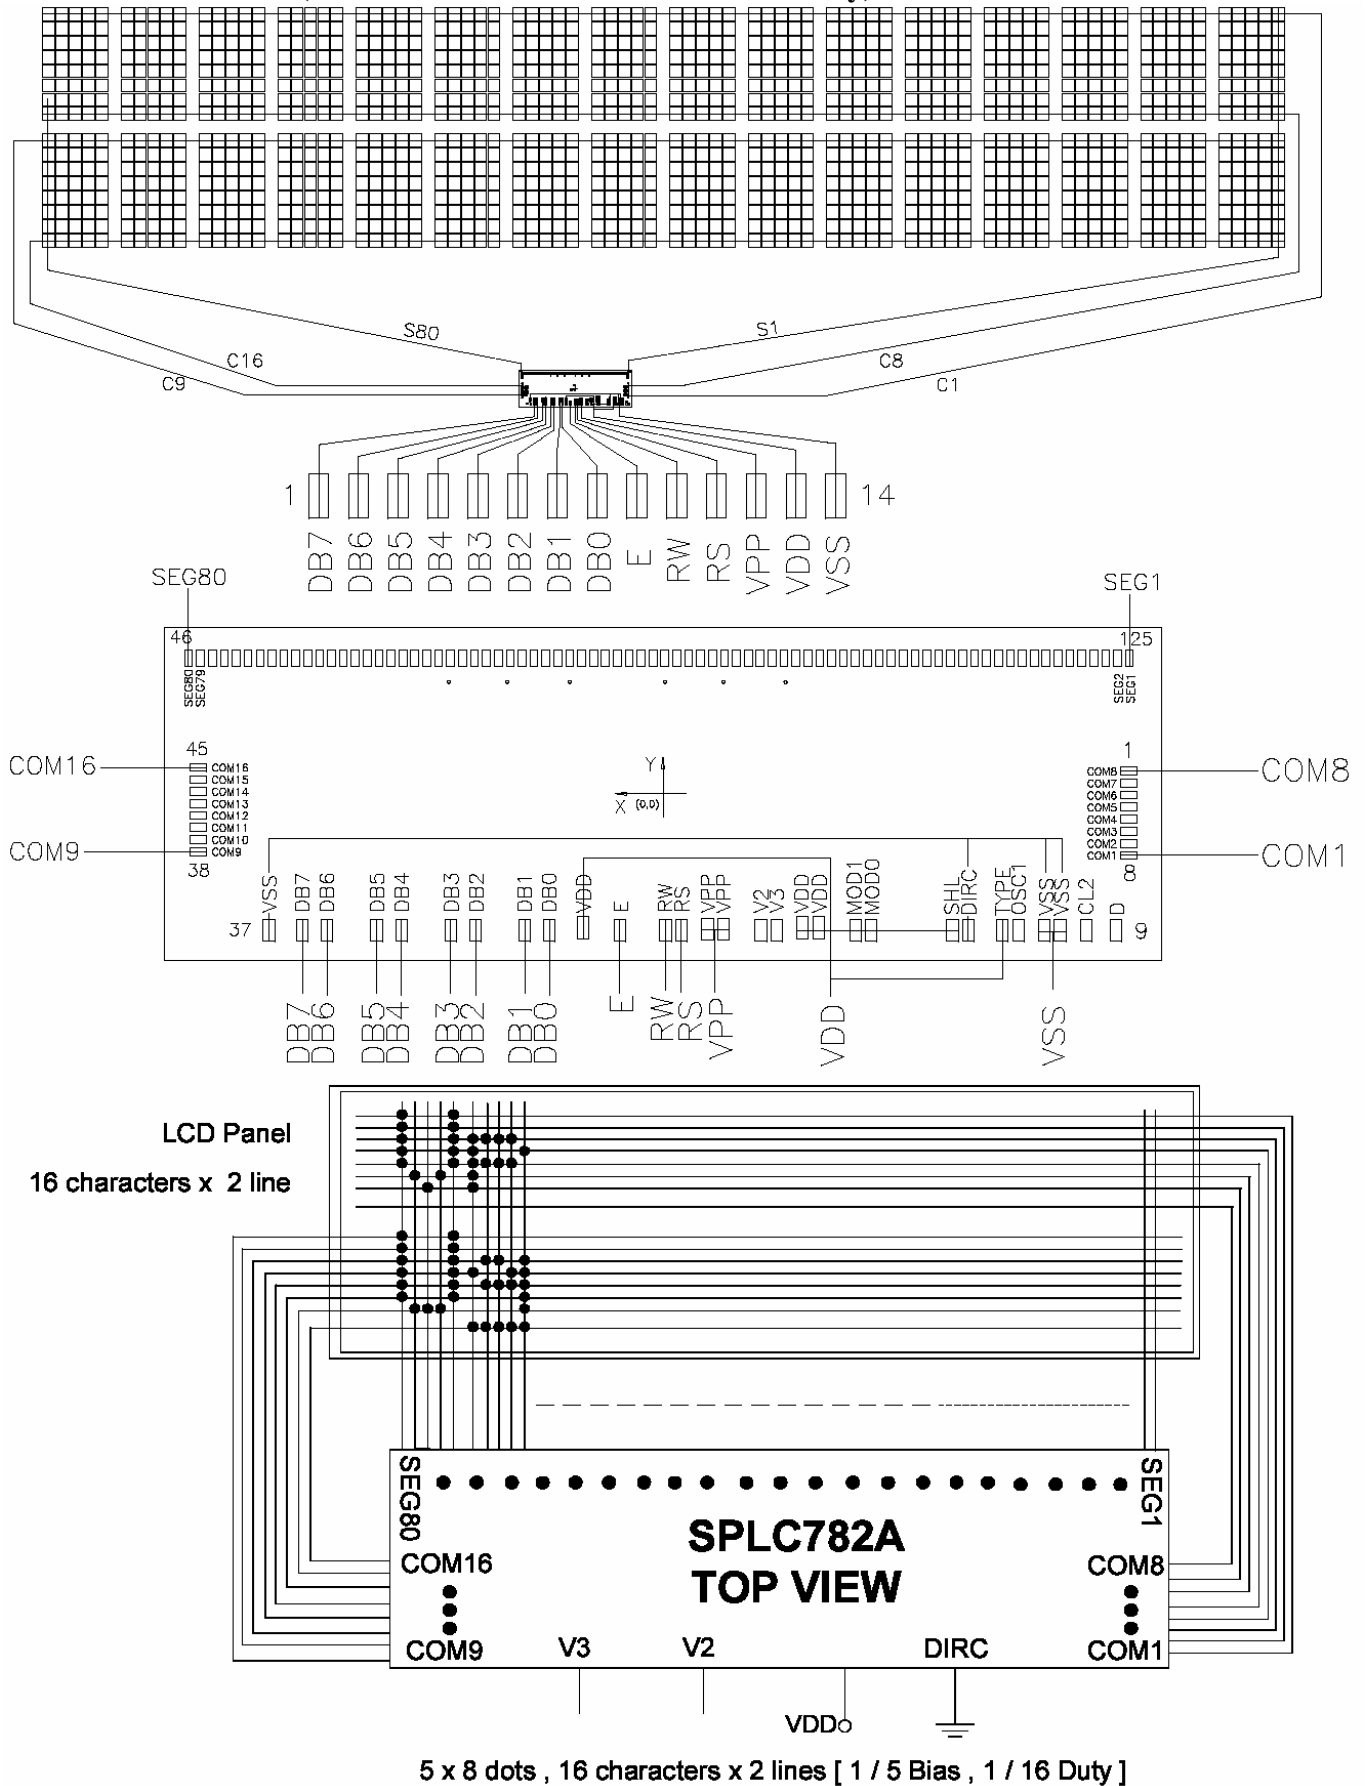 S80
S1
C16
C8
C9
C1
1
14
DB7 DB6 DB5 DB4 DB3 DB2 DB1 DB0 E RW RS VPP VDD VSS
SEG80
SEG1
46
125
SEG80
SEG79
SEG2
SEG1
45
1
COM16
COM8
COM16
COM15
COM14
COM13
COM12
COM11
COM10
COM9
Y
X (0,0)
COM8
COM7
COM6
COM5
COM4
COM3
COM2
COM1
COM9
COM1
38
8
37
VSS DB7 DB6 DB5 DB4 DB3 DB2 DB1 DB0 VDD E RW RS VPP VPP V2 V3 VDD VDD MOD1 MOD0 SHL DIRC TYPE OSC1 VSS VSS CL2 D
9
DB7 DB6 DB5 DB4 DB3 DB2 DB1 DB0 E RW RS VPP VDD VSS
LCD Panel
16 characters x 2 line
SEG80
SEG1
SPLC782A
TOP VIEW
COM16
COM8
COM9
V3
V2
DIRC
COM1
VDD
5 x 8 dots , 16 characters x 2 lines [ 1 / 5 Bias , 1 / 16 Duty ]